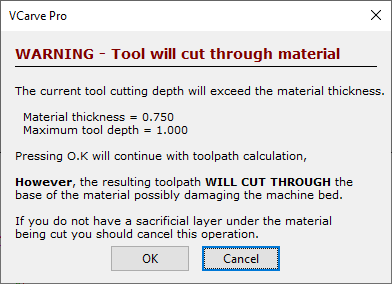 VCarve Pro
WARNING - Tool will cut through material
The current tool cutting depth will exceed the material thickness.
Material thickness = 0.750
Maximum tool depth = 1.000
Pressing O.K will continue with toolpath calculation,
However, the resulting toolpath WILL CUT THROUGH the
base of the material possibly damaging the machine bed.
If you do not have a sacrificial layer under the material
being cut you should cancel this operation.
OK
Cancel